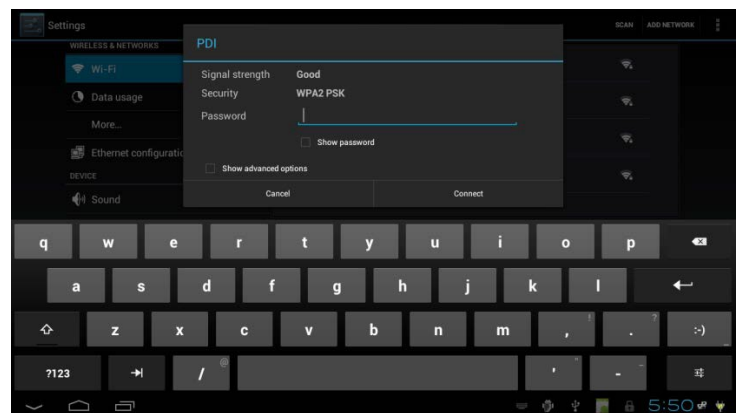 Settings
SCAN ADD NETWORK
WIRELESS & NETWORKS
Wi-Fi
Data usage
More...
Ethernet configuratio
DEVICE
Sound
PDI
Signal strength Good
Security WPA2 PSK
Password
Show password
Show advanced options
Cancel Connect
q w e r t y u i o p
a s d f g h j k l
z x c v b n m , ! . ? :-)
?123 / @ ' " - _
5:50